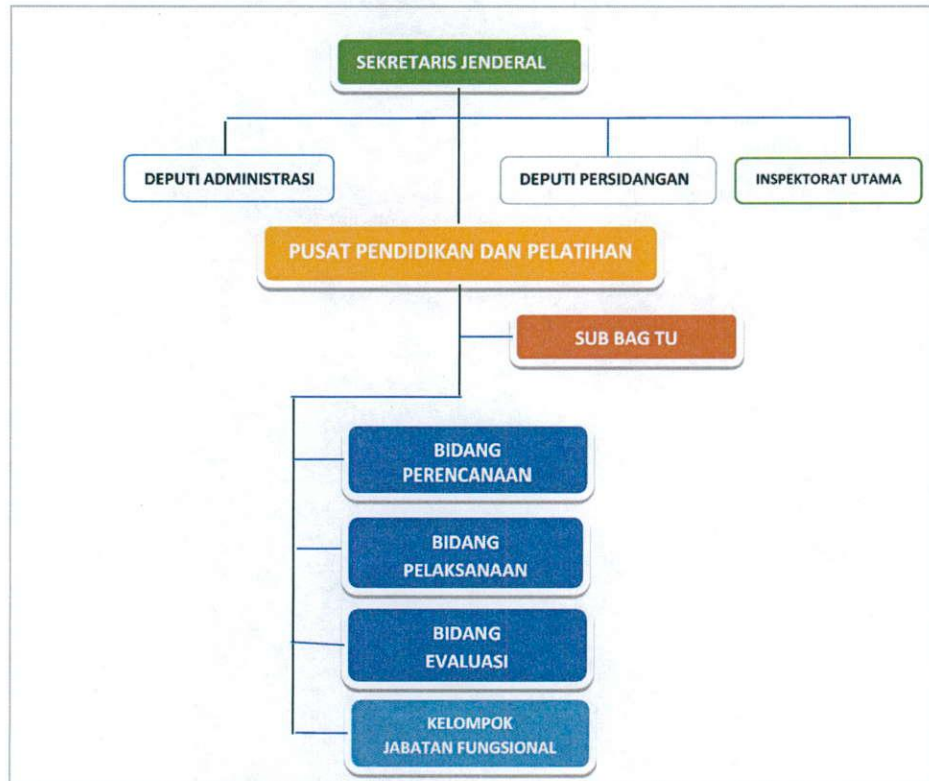 SEKRETARIS JENDERAL
DEPUTI ADMINISTRASI
DEPUTI PERSIDANGAN
INSPEKTORAT UTAMA
PUSAT PENDIDIKAN DAN PELATIHAN
SUB BAG TU
BIDANG
PERENCANAAN
BIDANG
PELAKSANAAN
BIDANG
EVALUASI
KELOMPOK
JABATAN FUNGSIONAL